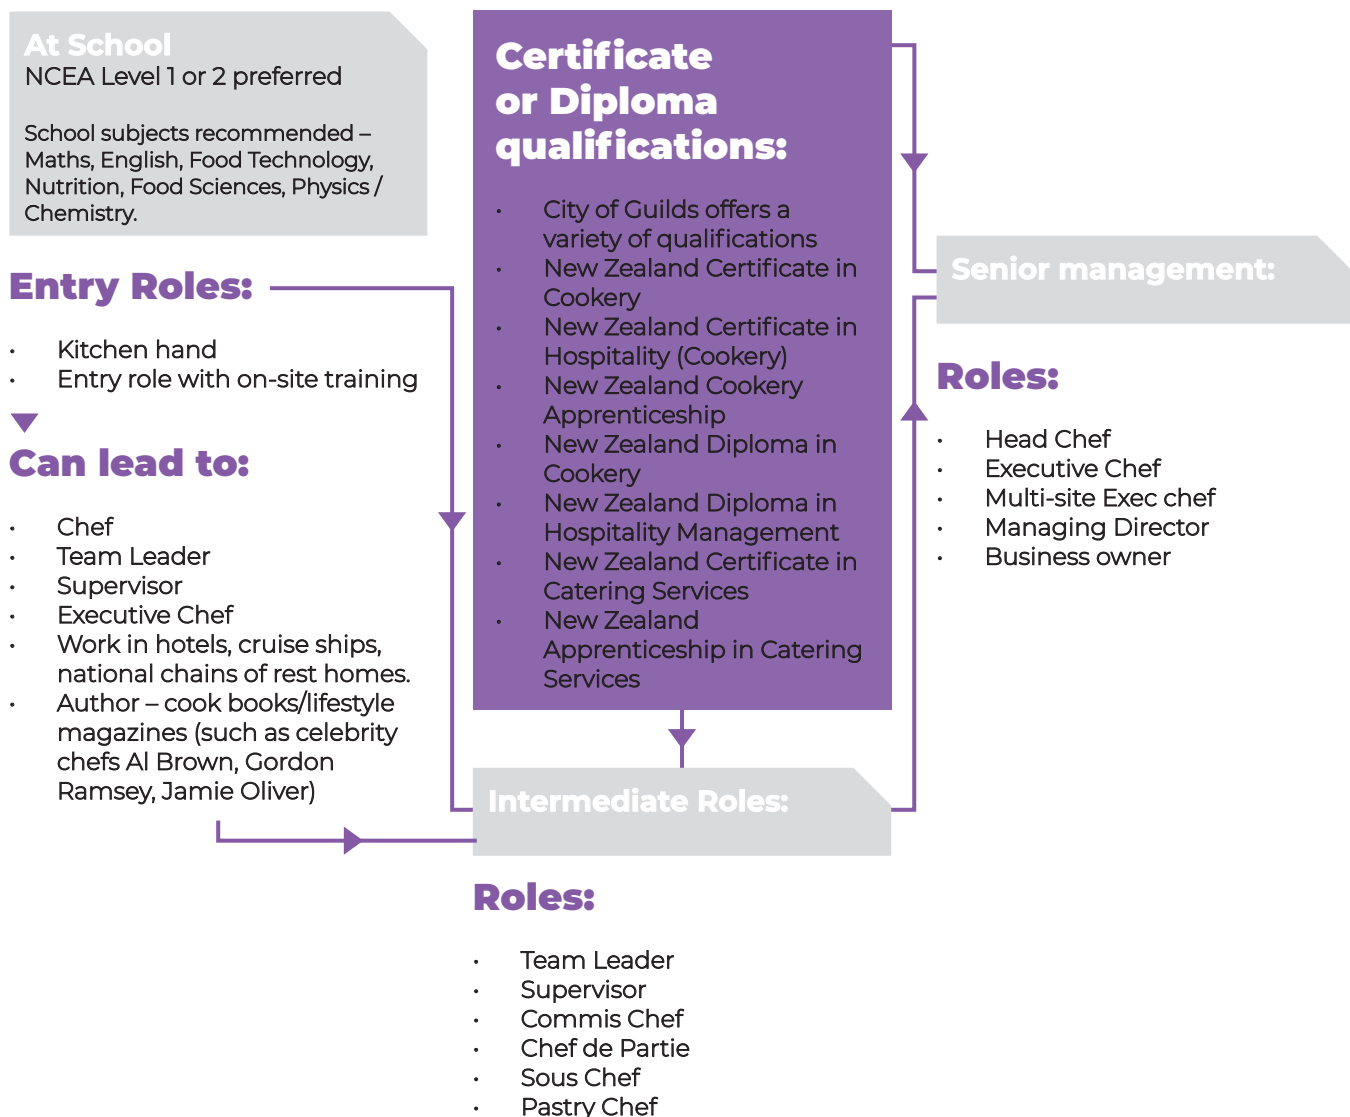 At School
NCEA Level 1 or 2 preferred
School subjects recommended –
Maths, English, Food Technology,
Nutrition, Food Sciences, Physics /
Chemistry.
Entry Roles:
• Kitchen hand
• Entry role with on-site training
Can lead to:
• Chef
• Team Leader
• Supervisor
• Executive Chef
• Work in hotels, cruise ships,
national chains of rest homes.
• Author – cook books/lifestyle
magazines (such as celebrity
chefs Al Brown, Gordon
Ramsey, Jamie Oliver)
Certificate
or Diploma
qualifications:
• City of Guilds offers a
variety of qualifications
• New Zealand Certificate in
Cookery
• New Zealand Certificate in
Hospitality (Cookery)
• New Zealand Cookery
Apprenticeship
• New Zealand Diploma in
Cookery
• New Zealand Diploma in
Hospitality Management
• New Zealand Certificate in
Catering Services
• New Zealand
Apprenticeship in Catering
Services
Intermediate Roles:
Roles:
• Team Leader
• Supervisor
• Commis Chef
• Chef de Partie
• Sous Chef
• Pastry Chef
Senior management:
Roles:
• Head Chef
• Executive Chef
• Multi-site Exec chef
• Managing Director
• Business owner